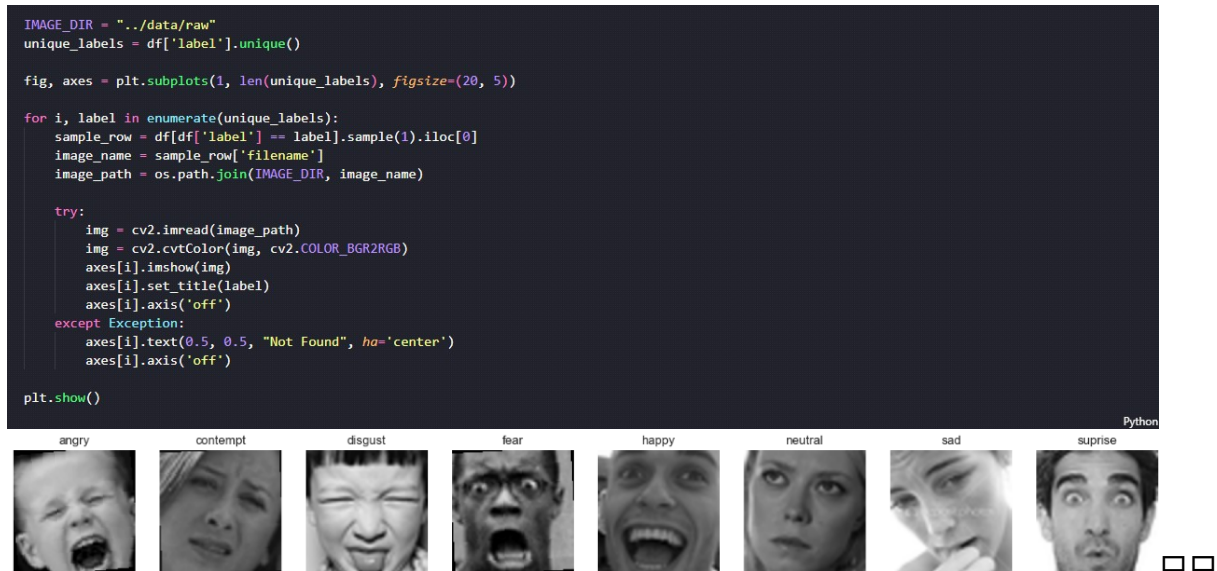 IMAGE_DIR = "../data/raw"
unique_labels = df['label'].unique()

fig, axes = plt.subplots(1, len(unique_labels), figsize=(20, 5))

for i, label in enumerate(unique_labels):
    sample_row = df[df['label'] == label].sample(1).iloc[0]
    image_name = sample_row['filename']
    image_path = os.path.join(IMAGE_DIR, image_name)

    try:
        img = cv2.imread(image_path)
        img = cv2.cvtColor(img, cv2.COLOR_BGR2RGB)
        axes[i].imshow(img)
        axes[i].set_title(label)
        axes[i].axis('off')
    except Exception:
        axes[i].text(0.5, 0.5, "Not Found", ha='center')
        axes[i].axis('off')

plt.show()
Python
angry contempt disgust fear happy neutral sad suprise